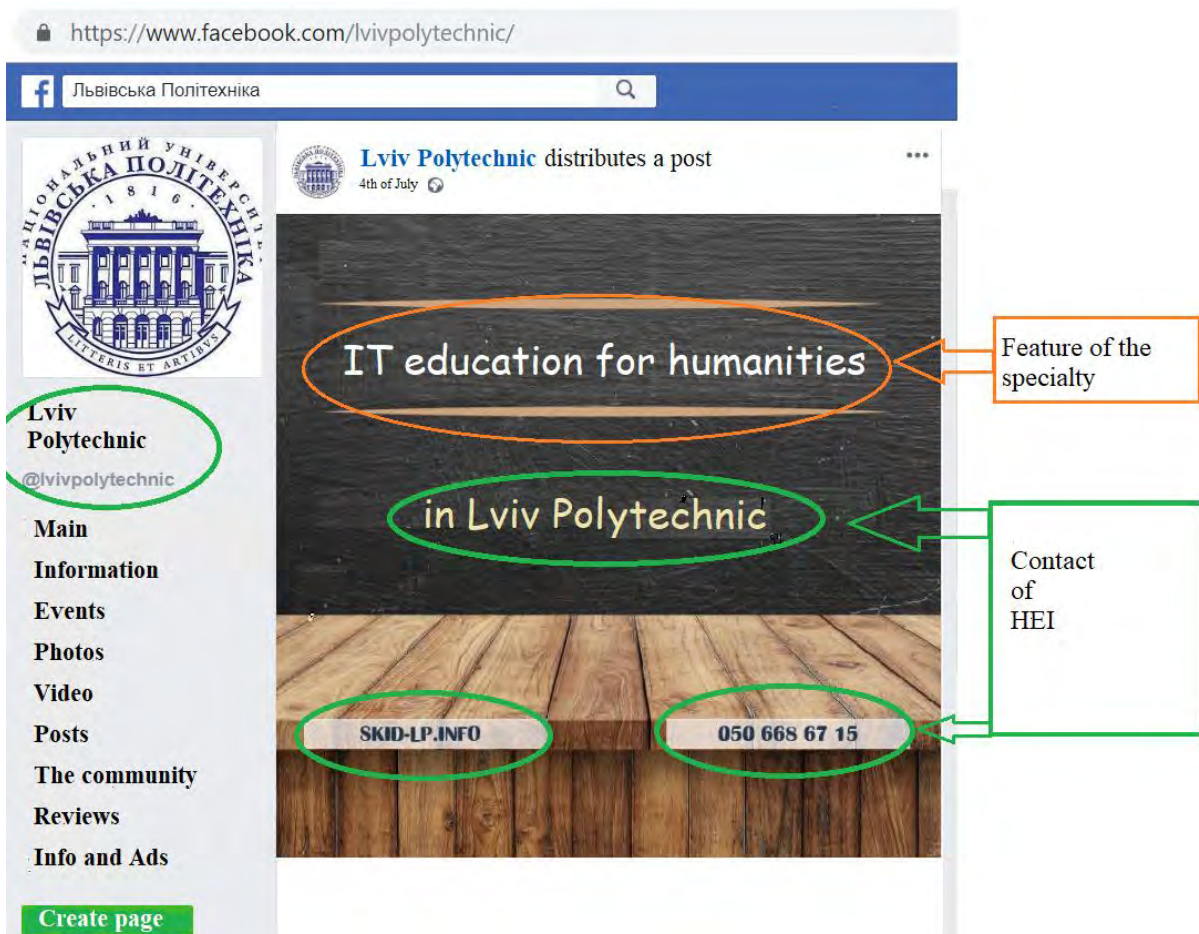 https://www.facebook.com/lvivpolytechnic/
Львівська Політехніка
НАЦІОНАЛЬНИЙ УНІВЕРСИТЕТ
ЛЬВІВСЬКА ПОЛІТЕХНІКА
· 1816 ·
LITTERIS ET ARTIBVS
Lviv
Polytechnic
@lvivpolytechnic
Main
Information
Events
Photos
Video
Posts
The community
Reviews
Info and Ads
Create page
Lviv Polytechnic distributes a post
4th of July
IT education for humanities
in Lviv Polytechnic
SKID-LP.INFO
050 668 67 15
Feature of the
specialty
Contact
of
HEI